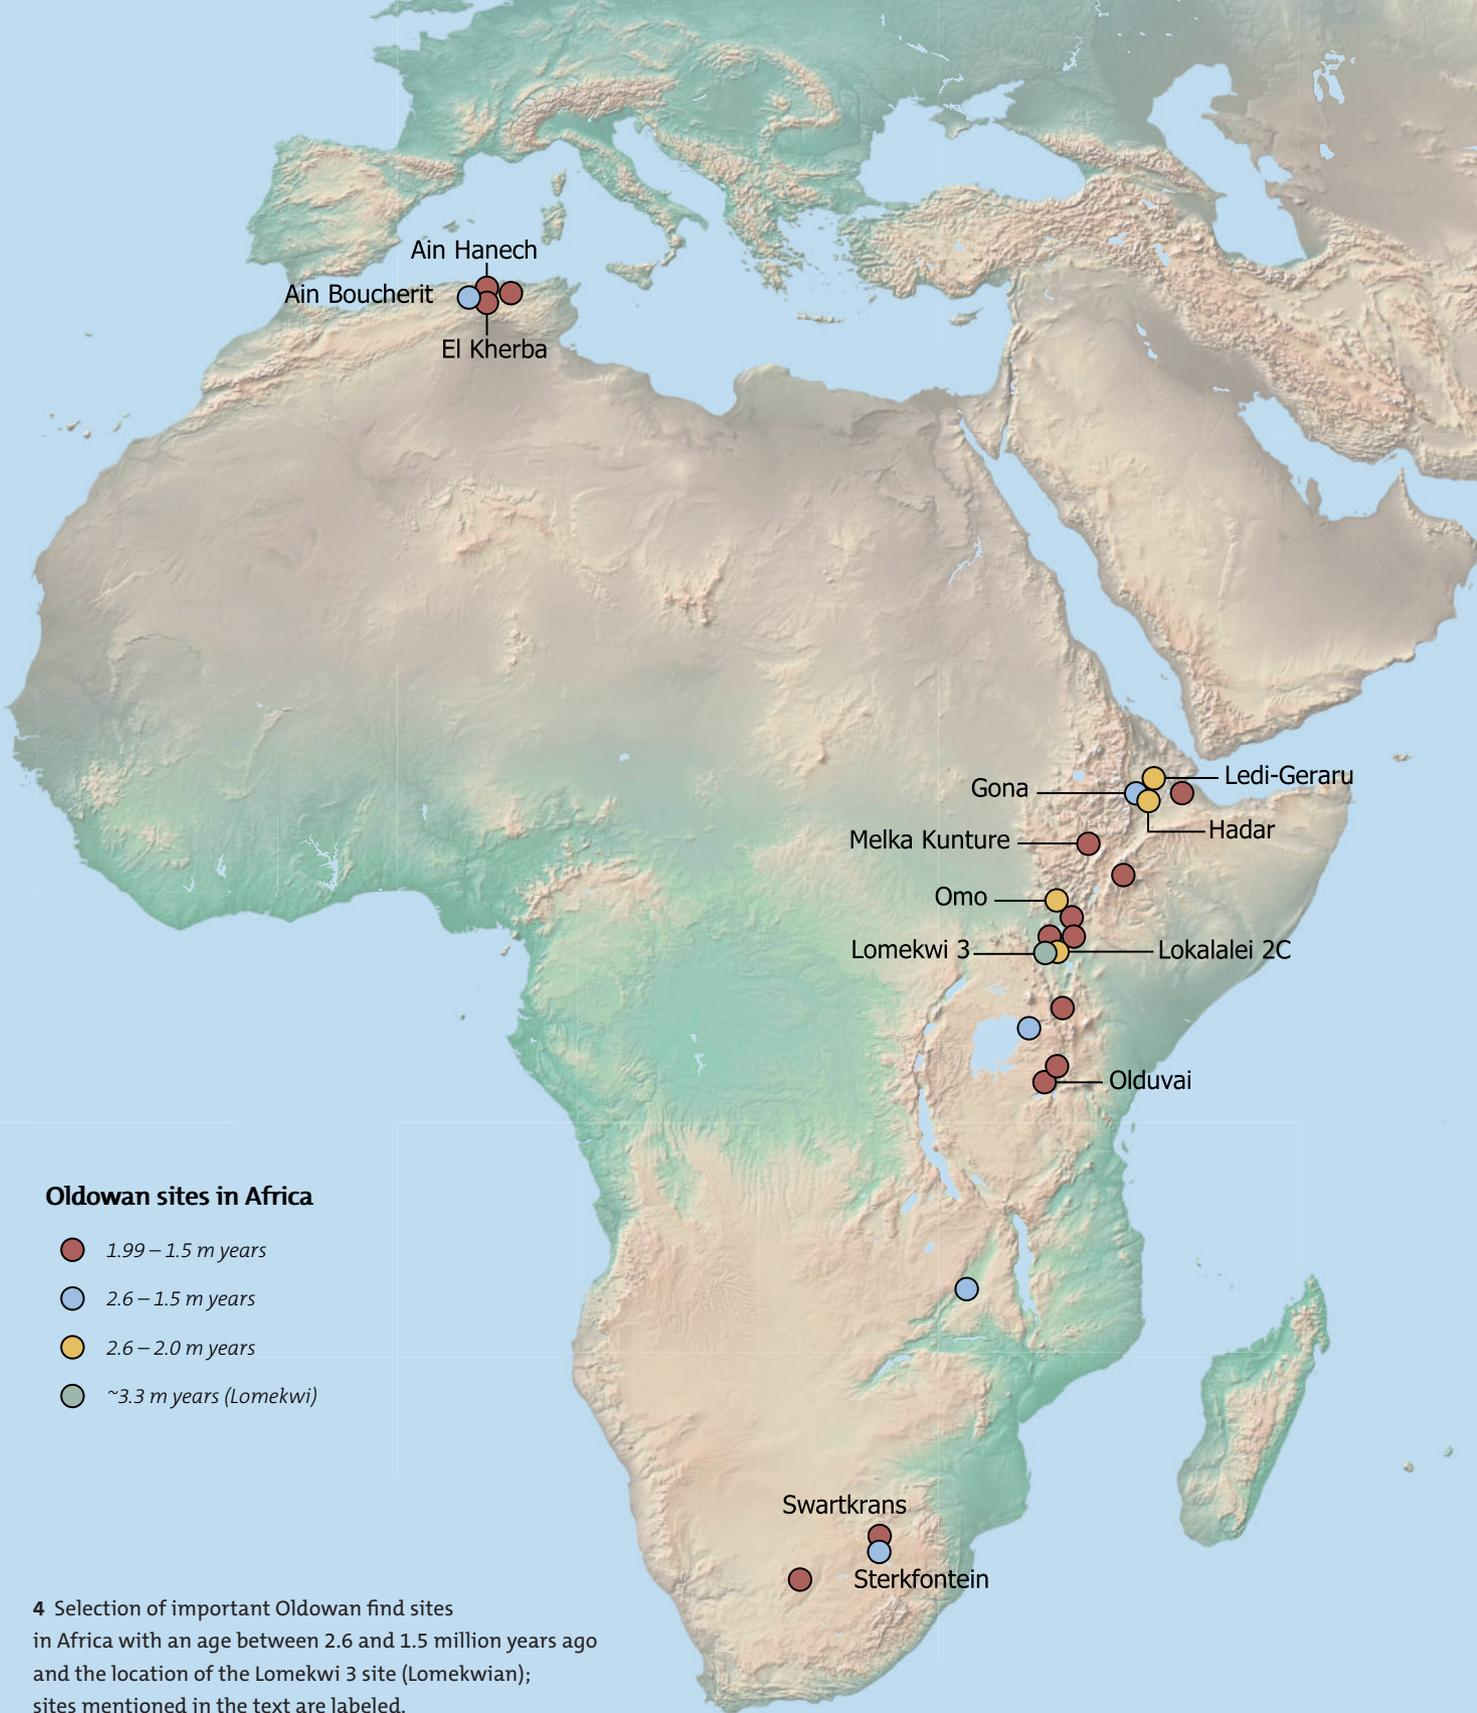 Ain Hanech
Ain Boucherit
El Kherba
Ledi-Geraru
Gona
Hadar
Melka Kunture
Omo
Lomekwi 3
Lokalalei 2C
Olduvai
Oldowan sites in Africa
1.99 – 1.5 m years
2.6 – 1.5 m years
2.6 – 2.0 m years
~3.3 m years (Lomekwi)
Swartkrans
Sterkfontein
4 Selection of important Oldowan find sites
in Africa with an age between 2.6 and 1.5 million years ago
and the location of the Lomekwi 3 site (Lomekwian);
sites mentioned in the text are labeled.